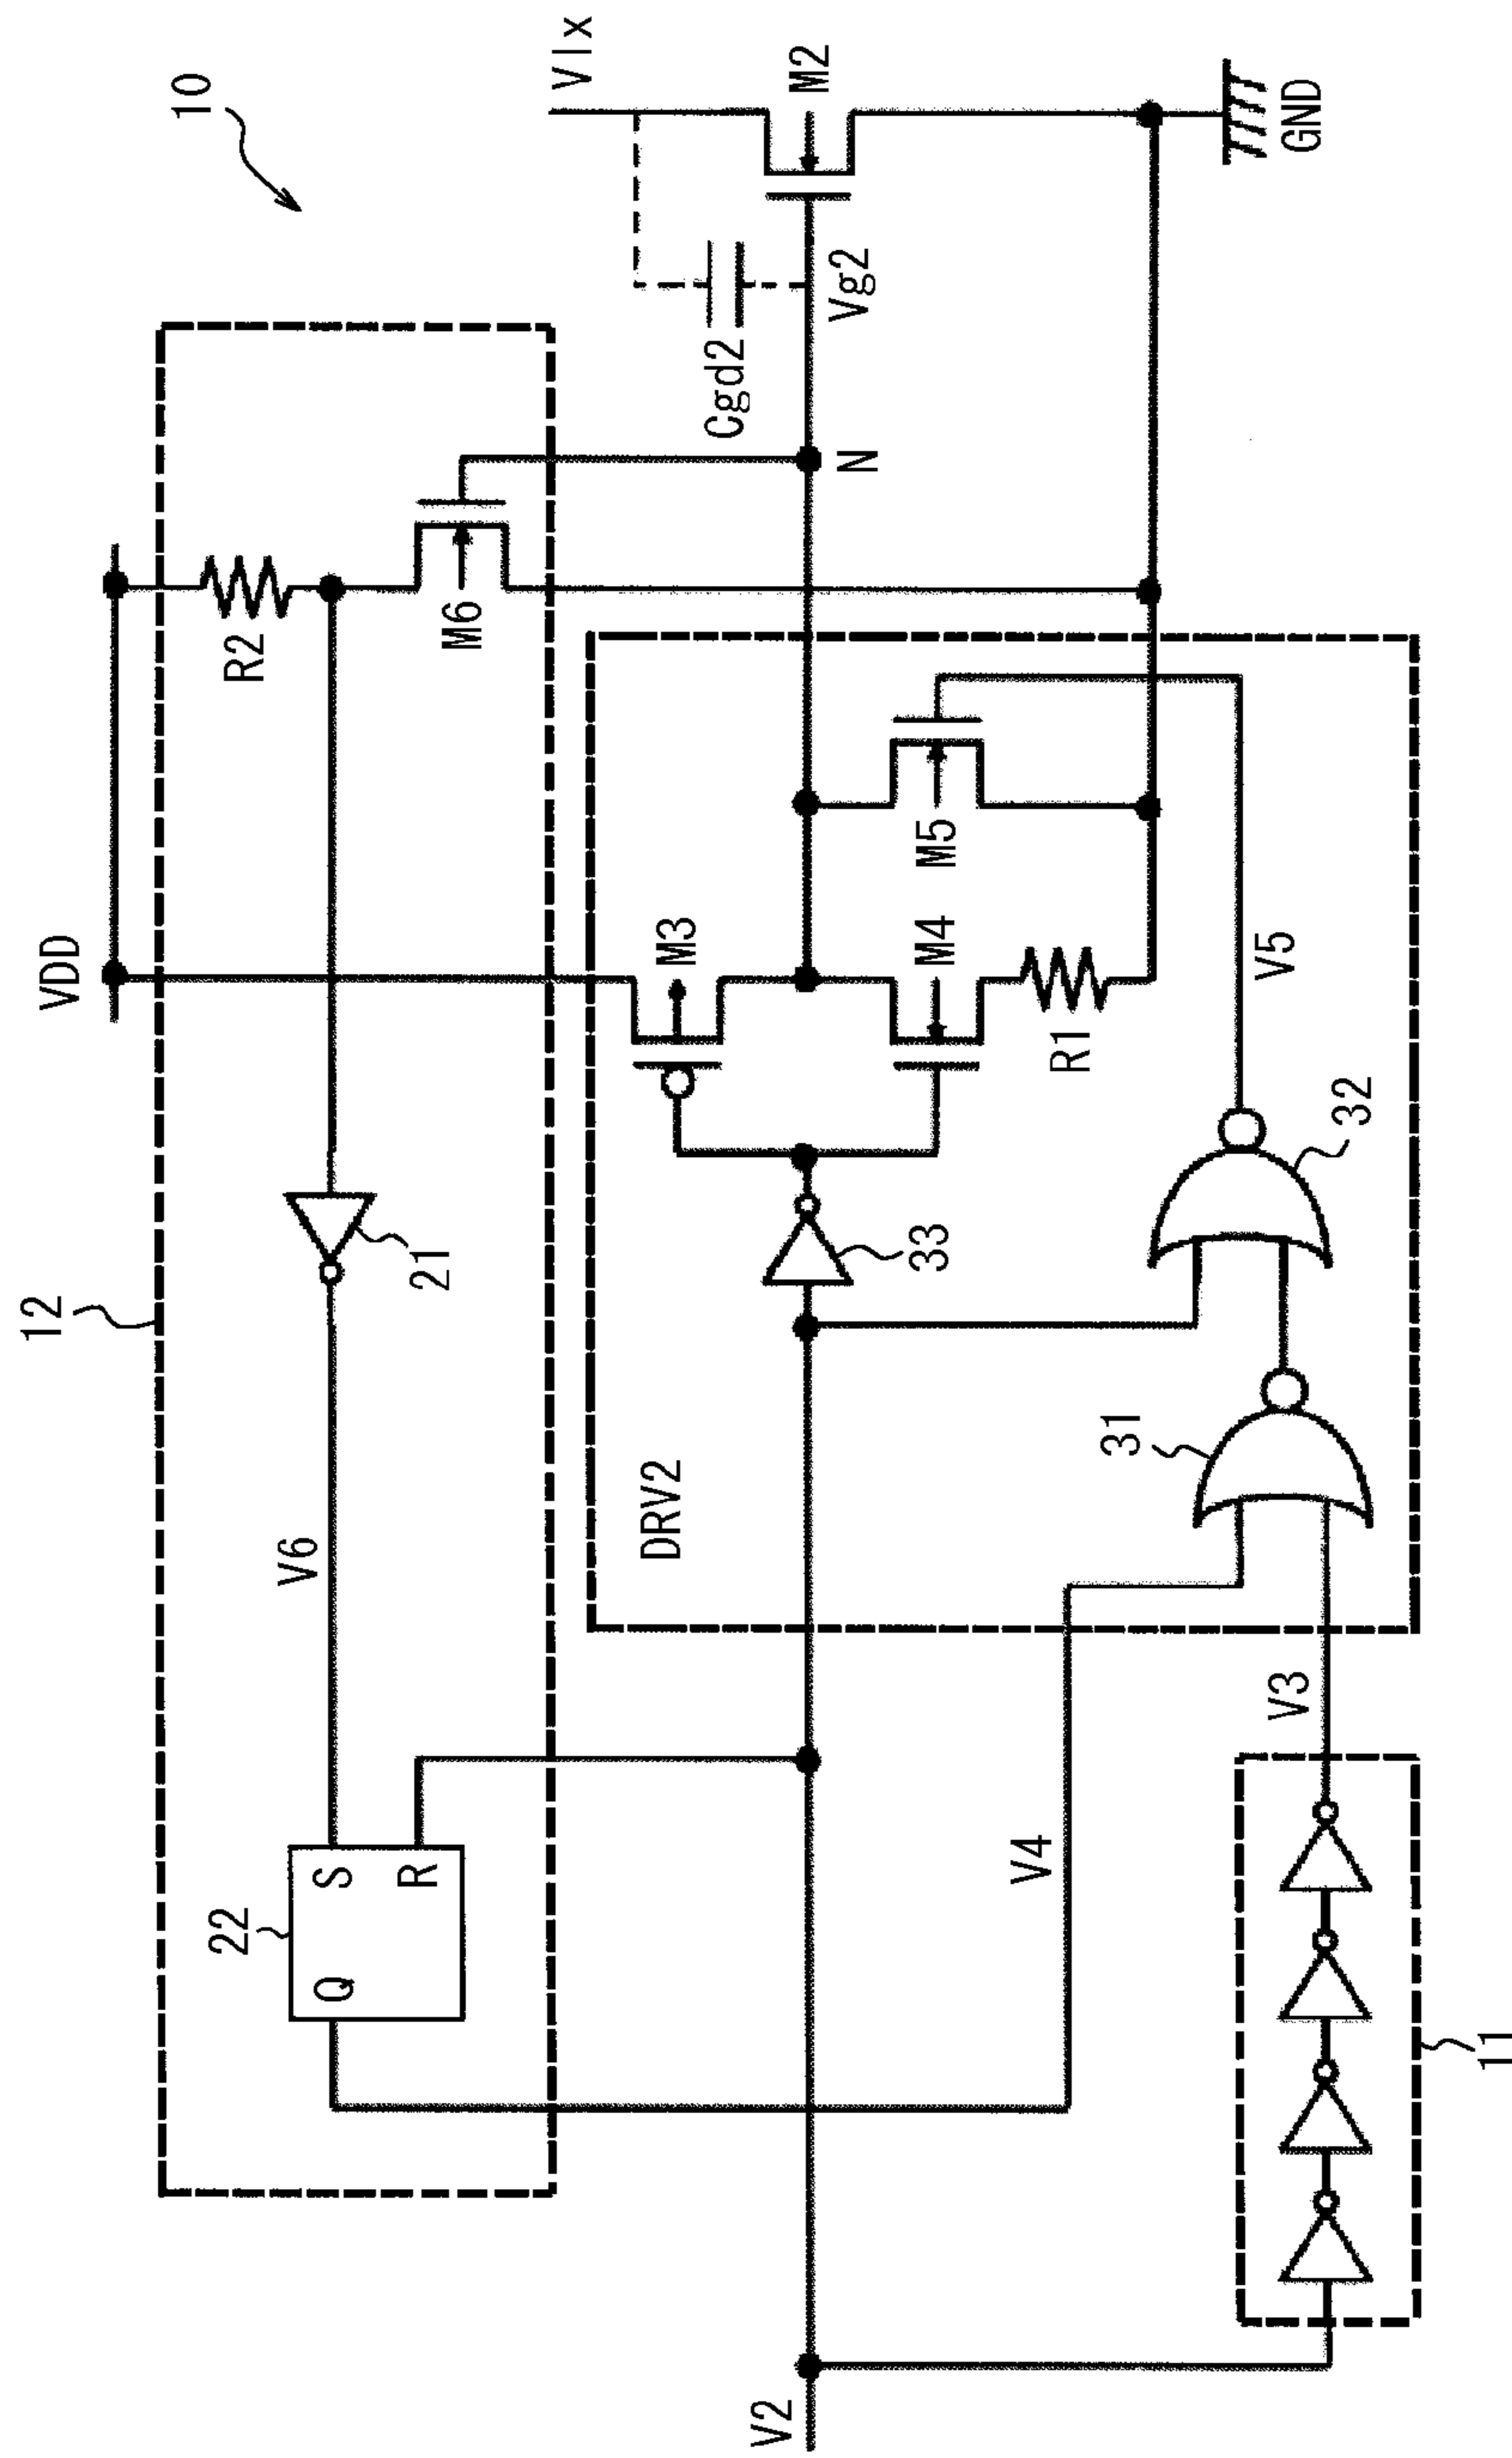 10
12
VDD
R2
V6
21
22
S
R
Q
M6
Vlx
M2
Cgd2
Vg2
N
M3
DRV2
33
M4
M5
R1
V2
V4
V5
31
32
V3
11
GND